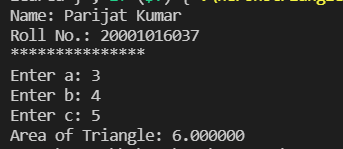 Name: Parijat Kumar
Roll No.: 20001016037
***************
Enter a: 3
Enter b: 4
Enter c: 5
Area of Triangle: 6.000000